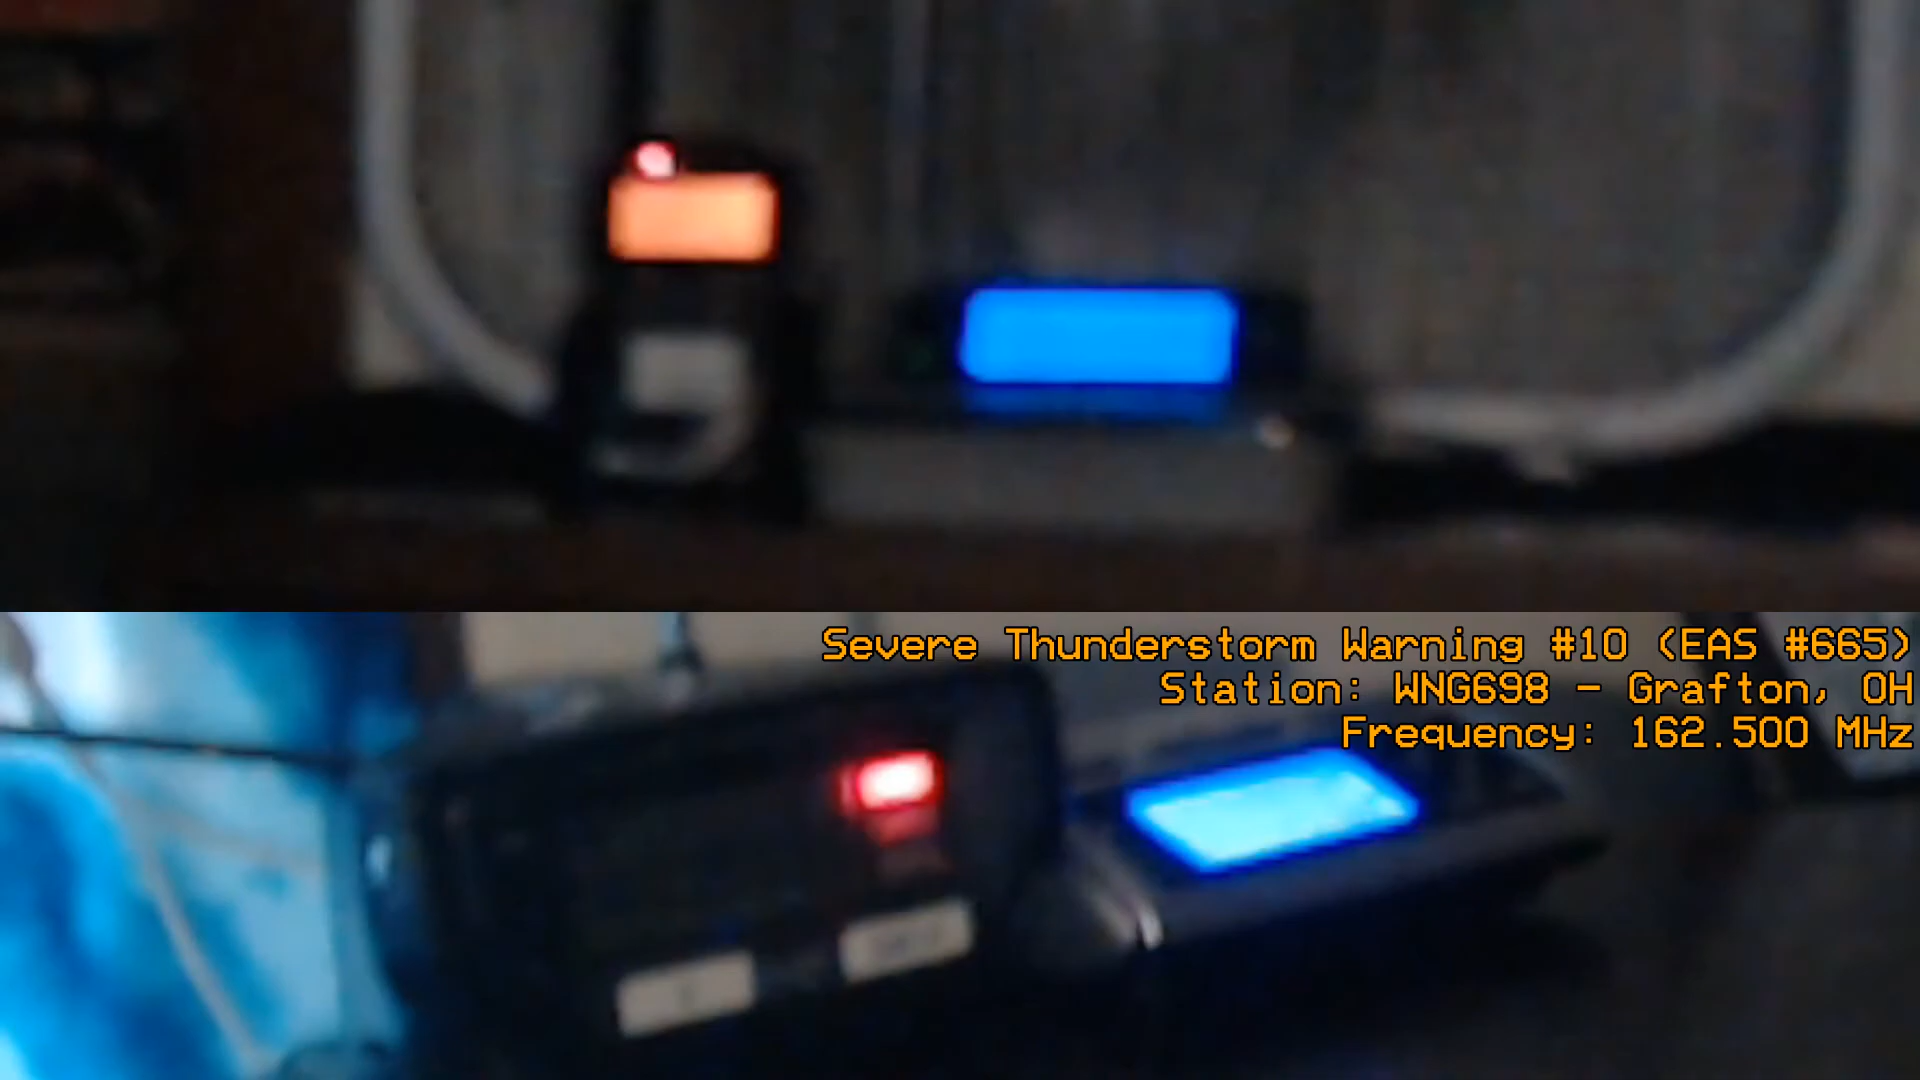 Severe Thunderstorm Warning #10 (EAS #665)
Station: WNG698 - Grafton, OH
Frequency: 162.500 MHz